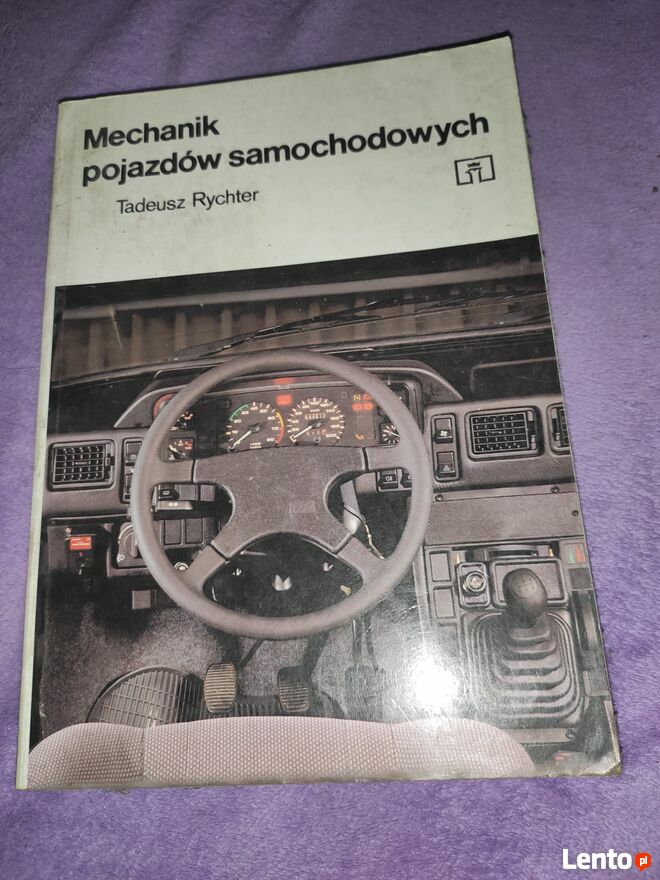 Mechanik
pojazdów samochodowych
Tadeusz Rychter
Lento.pl